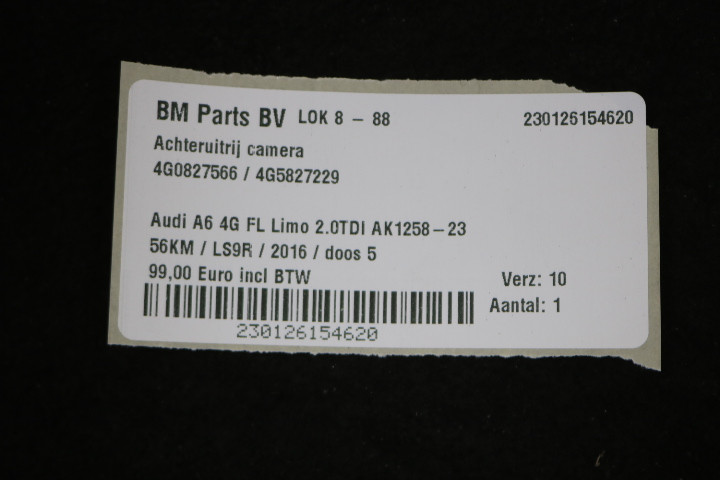 BM Parts BV LOK 8 - 88 230126154620
Achteruitrij camera
4G0827566 / 4G5827229
Audi A6 4G FL Limo 2.0TDI AK1258-23
56KM / LS9R / 2016 / doos 5
99,00 Euro incl BTW Verz: 10
Aantal: 1
230126154620